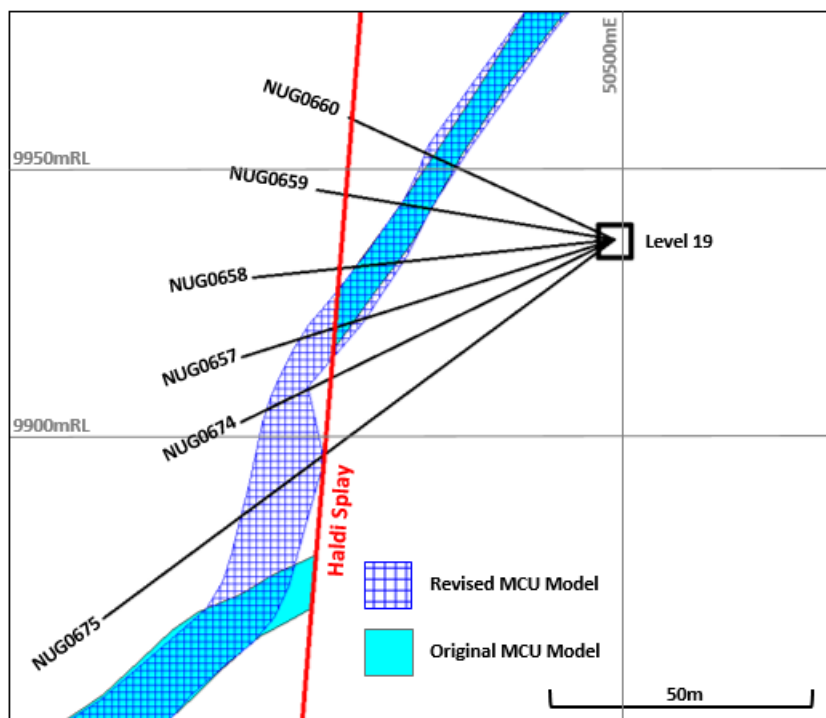 50500mE
NUG0660
9950mRL
NUG0659
Level 19
NUG0658
NUG0657
9900mRL
NUG0674
Haldi Splay
Revised MCU Model
NUG0675
Original MCU Model
50m